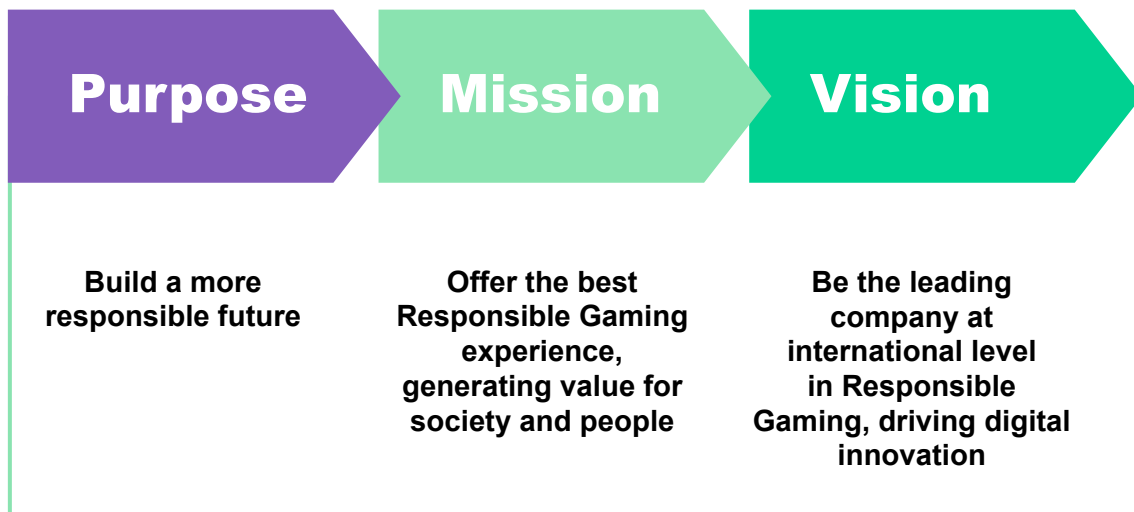 Purpose
Mission
Vision
Build a more
responsible future
Offer the best
Responsible Gaming
experience,
generating value for
society and people
Be the leading
company at
international level
in Responsible
Gaming, driving digital
innovation